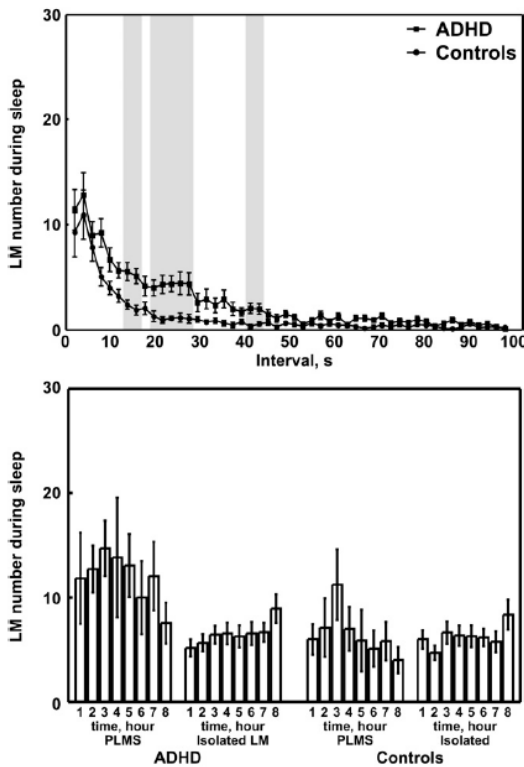 ADHD
Controls
LM number during sleep
30
20
10
0
0 10 20 30 40 50 60 70 80 90 100
Interval, s
LM number during sleep
30
20
10
0
1 2 3 4 5 6 7 8 1 2 3 4 5 6 7 8 1 2 3 4 5 6 7 8 1 2 3 4 5 6 7 8
time, hour time, hour time, hour time, hour
PLMS Isolated LM PLMS Isolated
ADHD Controls